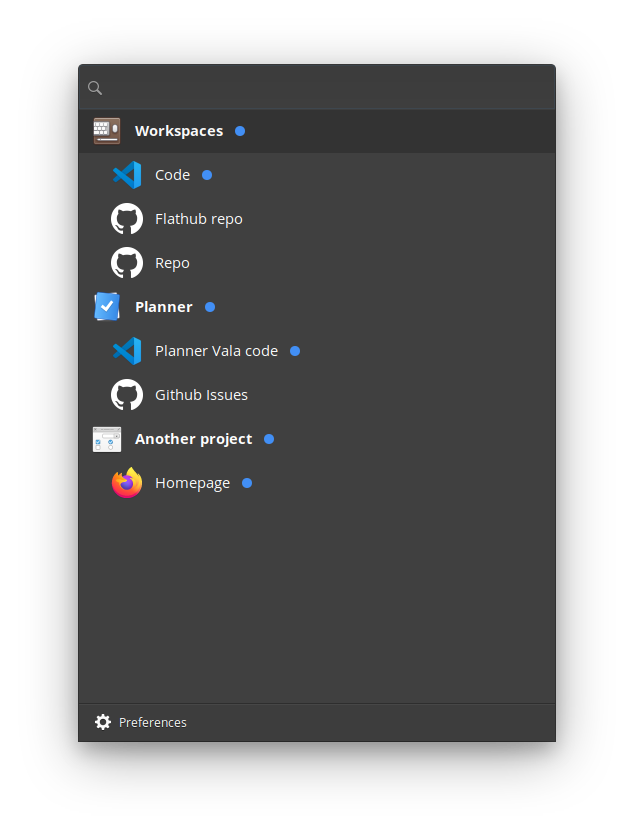 Workspaces
Code
Flathub repo
Repo
Planner
Planner Vala code
Github Issues
Another project
Homepage
Preferences